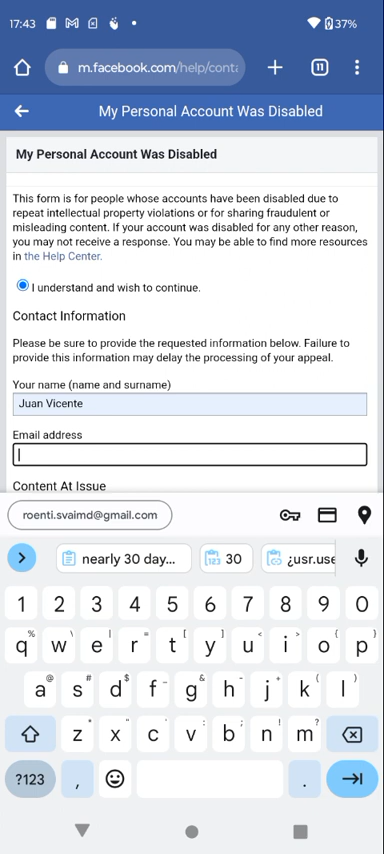 17:43
37%
m.facebook.com/help/conta
11
My Personal Account Was Disabled
My Personal Account Was Disabled
This form is for people whose accounts have been disabled due to
repeat intellectual property violations or for sharing fraudulent or
misleading content. If your account was disabled for any other reason,
you may not receive a response. You may be able to find more resources
in the Help Center.
I understand and wish to continue.
Contact Information
Please be sure to provide the requested information below. Failure to
provide this information may delay the processing of your appeal.
Your name (name and surname)
Juan Vicente
Email address
Content At Issue
roenti.svaimd@gmail.com
nearly 30 day... 30 ¿usr.use
1 2 3 4 5 6 7 8 9 0
% \ | = [ ] < > { }
q w e r t y u i o p
@ # $ _ & - + ( )
a s d f g h j k l
* " ' : ; ! ?
z x c v b n m
?123 , .